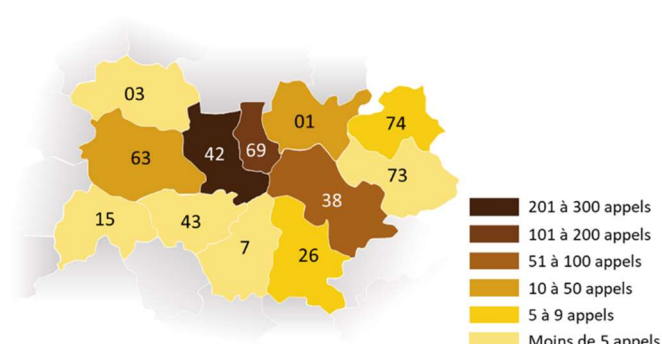 03
01
74
63
42
69
73
38
15
43
7
26
201 à 300 appels
101 à 200 appels
51 à 100 appels
10 à 50 appels
5 à 9 appels
Moins de 5 appels